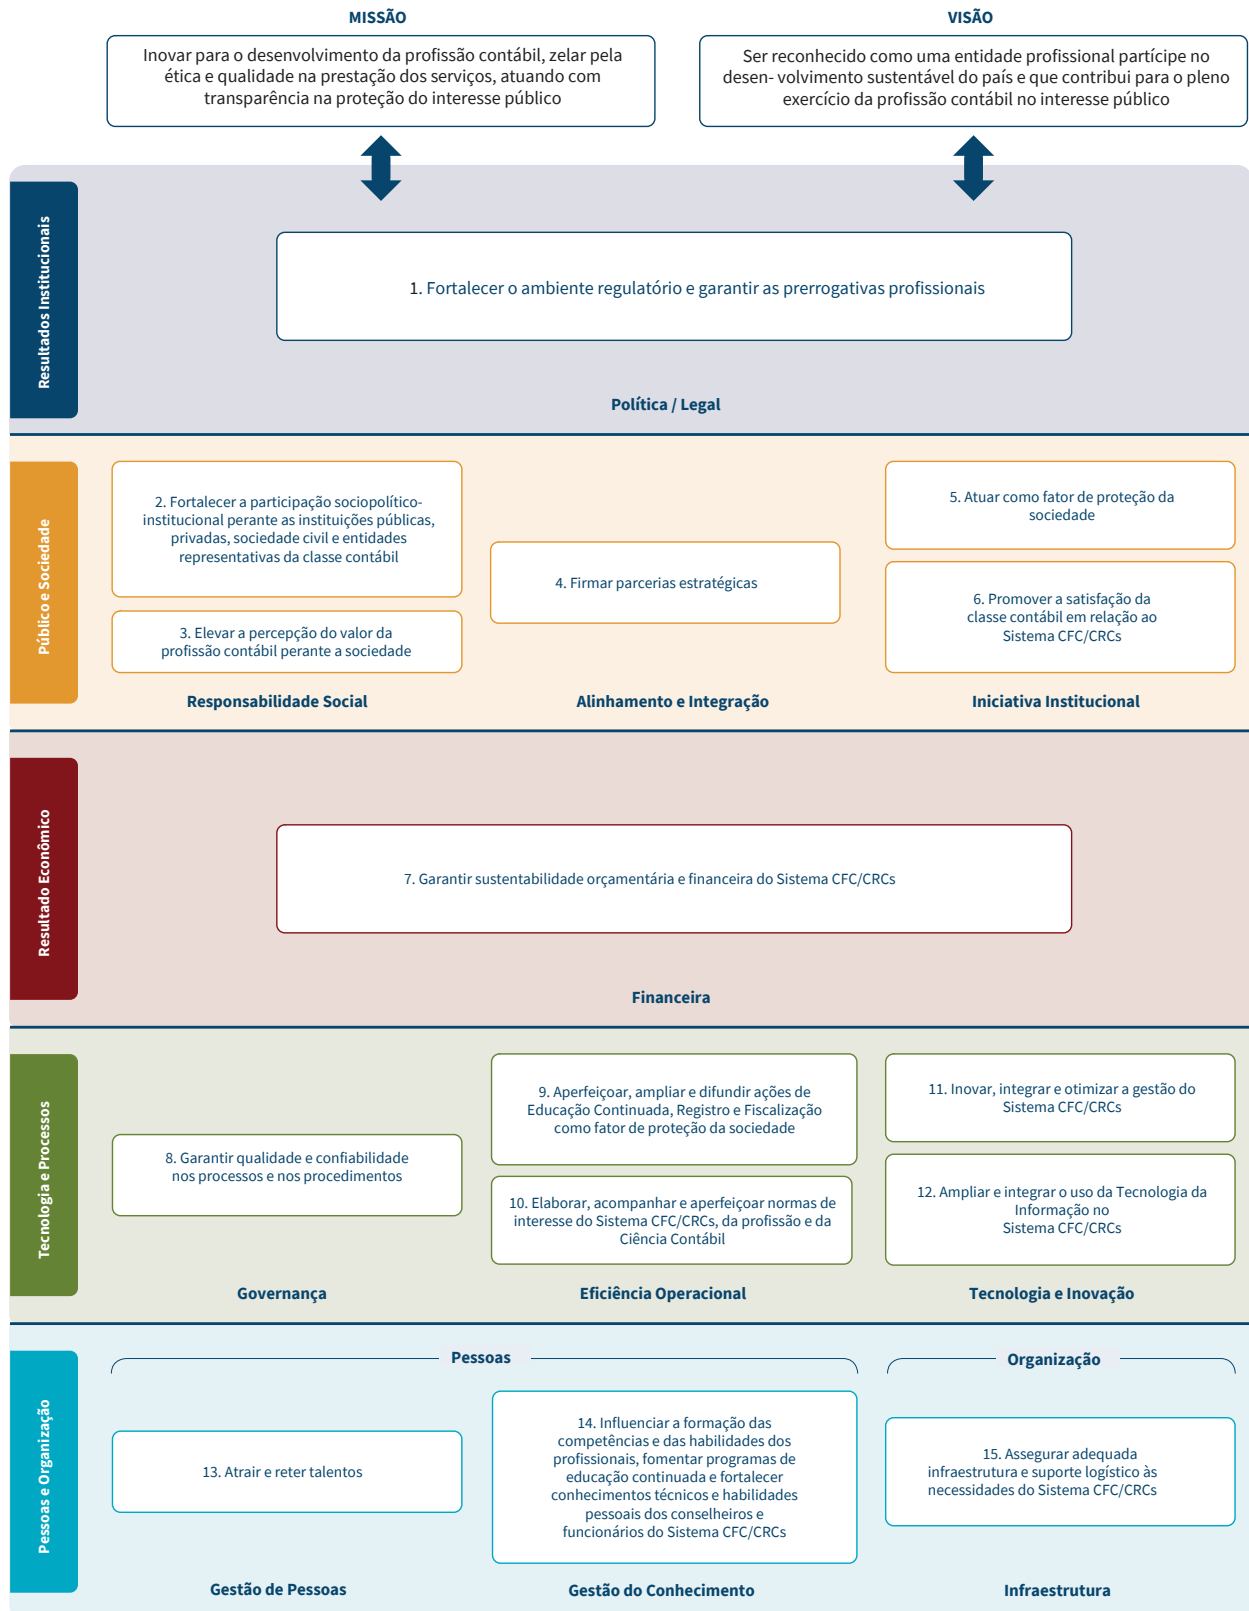 MISSÃO
Inovar para o desenvolvimento da profissão contábil, zelar pela
ética e qualidade na prestação dos serviços, atuando com
transparência na proteção do interesse público
VISÃO
Ser reconhecido como uma entidade profissional partícipe no
desen- volvimento sustentável do país e que contribui para o pleno
exercício da profissão contábil no interesse público
Resultados Institucionais
1. Fortalecer o ambiente regulatório e garantir as prerrogativas profissionais
Política / Legal
Público e Sociedade
2. Fortalecer a participação sociopolítico-
institucional perante as instituições públicas,
privadas, sociedade civil e entidades
representativas da classe contábil
3. Elevar a percepção do valor da
profissão contábil perante a sociedade
Responsabilidade Social
4. Firmar parcerias estratégicas
Alinhamento e Integração
5. Atuar como fator de proteção da
sociedade
6. Promover a satisfação da
classe contábil em relação ao
Sistema CFC/CRCs
Iniciativa Institucional
Resultado Econômico
7. Garantir sustentabilidade orçamentária e financeira do Sistema CFC/CRCs
Financeira
Tecnologia e Processos
8. Garantir qualidade e confiabilidade
nos processos e nos procedimentos
Governança
9. Aperfeiçoar, ampliar e difundir ações de
Educação Continuada, Registro e Fiscalização
como fator de proteção da sociedade
10. Elaborar, acompanhar e aperfeiçoar normas de
interesse do Sistema CFC/CRCs, da profissão e da
Ciência Contábil
Eficiência Operacional
11. Inovar, integrar e otimizar a gestão do
Sistema CFC/CRCs
12. Ampliar e integrar o uso da Tecnologia da
Informação no
Sistema CFC/CRCs
Tecnologia e Inovação
Pessoas e Organização
Pessoas
13. Atrair e reter talentos
Gestão de Pessoas
14. Influenciar a formação das
competências e das habilidades dos
profissionais, fomentar programas de
educação continuada e fortalecer
conhecimentos técnicos e habilidades
pessoais dos conselheiros e
funcionários do Sistema CFC/CRCs
Gestão do Conhecimento
Organização
15. Assegurar adequada
infraestrutura e suporte logístico às
necesidades do Sistema CFC/CRCs
Infraestrutura